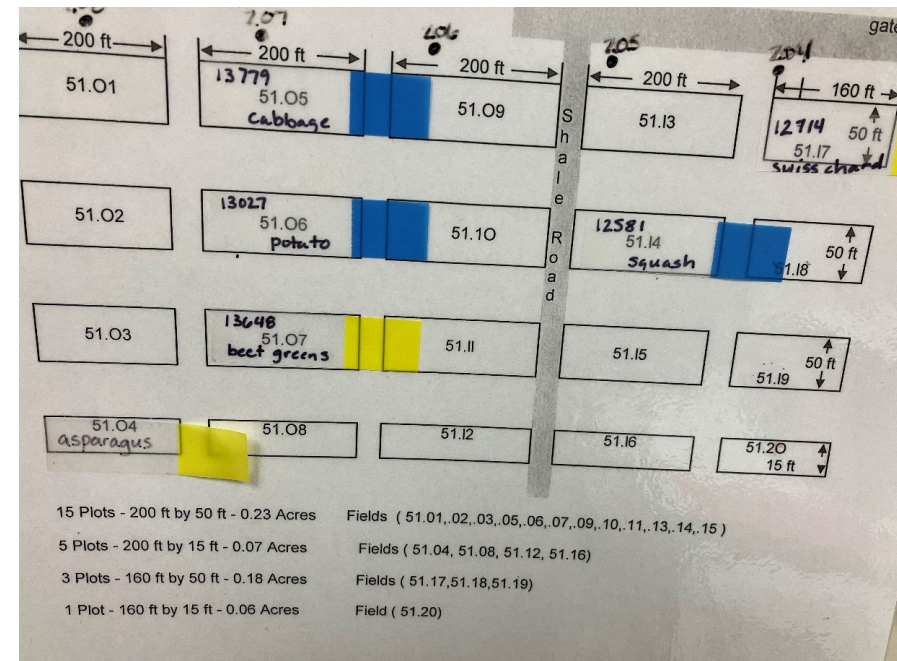 2.07
2.06
2.05
2.04
gate
200 ft
200 ft
200 ft
200 ft
160 ft
51.01
13779
51.05
cabbage
51.09
51.13
12714
50 ft
51.17
swiss chard
Shale Road
51.02
13027
51.06
potato
51.10
12581
51.14
squash
51.18
50 ft
51.03
13648
51.07
beet greens
51.11
51.15
50 ft
51.19
51.04
asparagus
51.08
51.12
51.16
51.20
15 ft
15 Plots - 200 ft by 50 ft - 0.23 Acres Fields ( 51.01,.02,.03,.05,.06,.07,.09,.10,.11,.13,.14,.15 )
5 Plots - 200 ft by 15 ft - 0.07 Acres Fields ( 51.04, 51.08, 51.12, 51.16)
3 Plots - 160 ft by 50 ft - 0.18 Acres Fields ( 51.17,51.18,51.19)
1 Plot - 160 ft by 15 ft - 0.06 Acres Field ( 51.20)